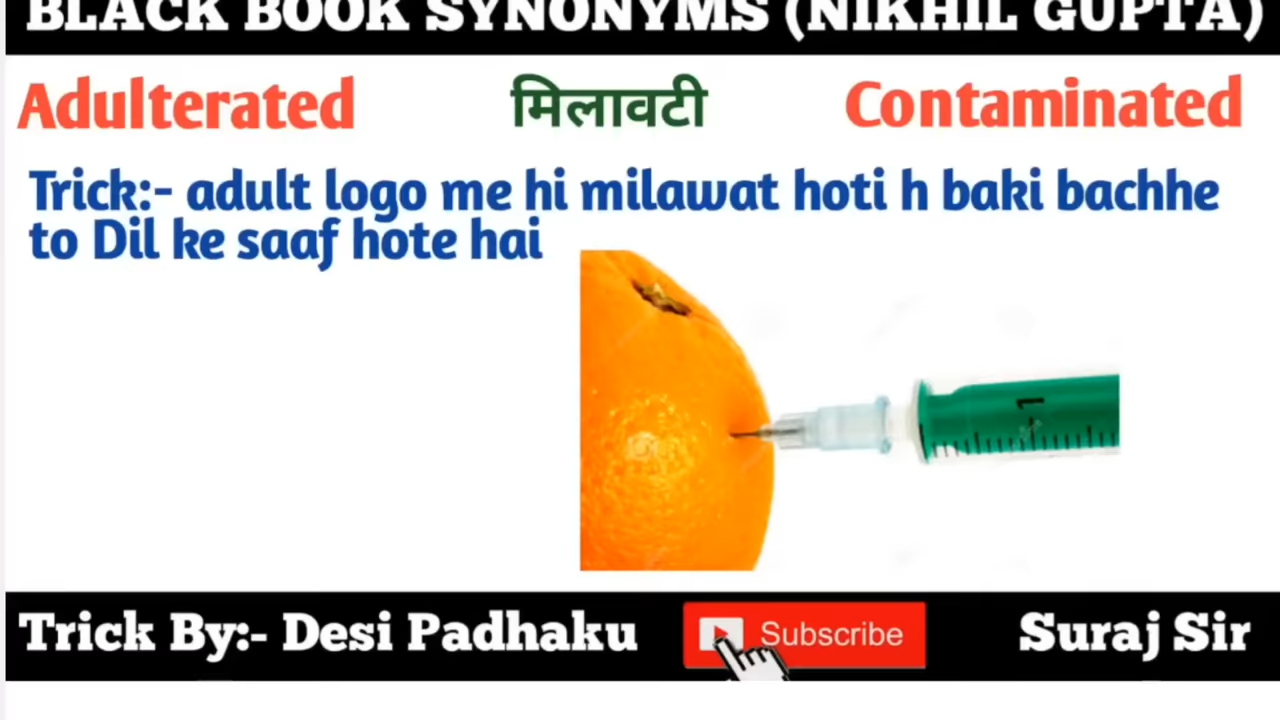 BLACK BOOK SYNONYMS (NIKHIL GUPTA)
Adulterated मिलावटी Contaminated
Trick:- adult logo me hi milawat hoti h baki bachhe
to Dil ke saaf hote hai
1
Trick By:- Desi Padhaku Subscribe Suraj Sir